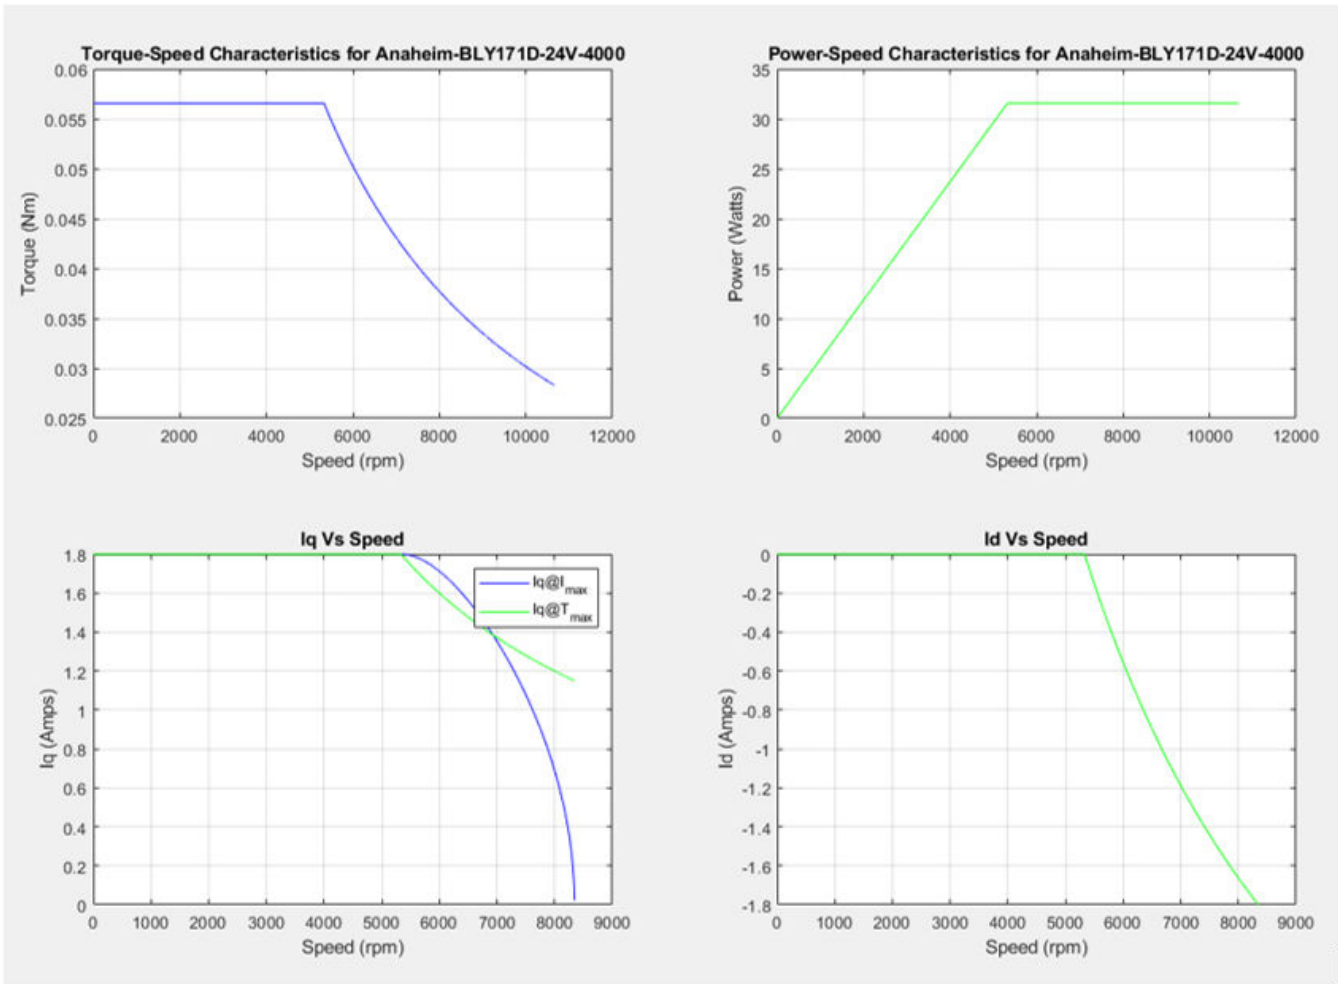 Torque-Speed Characteristics for Anaheim-BLY171D-24V-4000
0.06
0.055
0.05
0.045
0.04
0.035
0.03
0.025
Torque (Nm)
0 2000 4000 6000 8000 10000 12000
Speed (rpm)
Power-Speed Characteristics for Anaheim-BLY171D-24V-4000
35
30
25
20
15
10
5
0
Power (Watts)
0 2000 4000 6000 8000 10000 12000
Speed (rpm)
Iq Vs Speed
1.8
1.6
1.4
1.2
1
0.8
0.6
0.4
0.2
0
Iq (Amps)
Iq@I_max
Iq@T_max
0 1000 2000 3000 4000 5000 6000 7000 8000 9000
Speed (rpm)
Id Vs Speed
0
-0.2
-0.4
-0.6
-0.8
-1
-1.2
-1.4
-1.6
-1.8
Id (Amps)
0 1000 2000 3000 4000 5000 6000 7000 8000 9000
Speed (rpm)